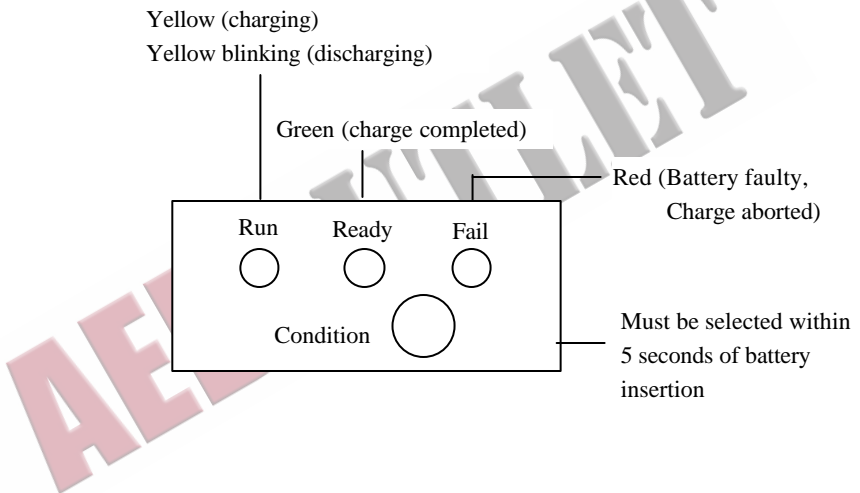 Yellow (charging)
Yellow blinking (discharging)
Green (charge completed)
Red (Battery faulty,
Charge aborted)
Run Ready Fail
Condition
Must be selected within
5 seconds of battery
insertion